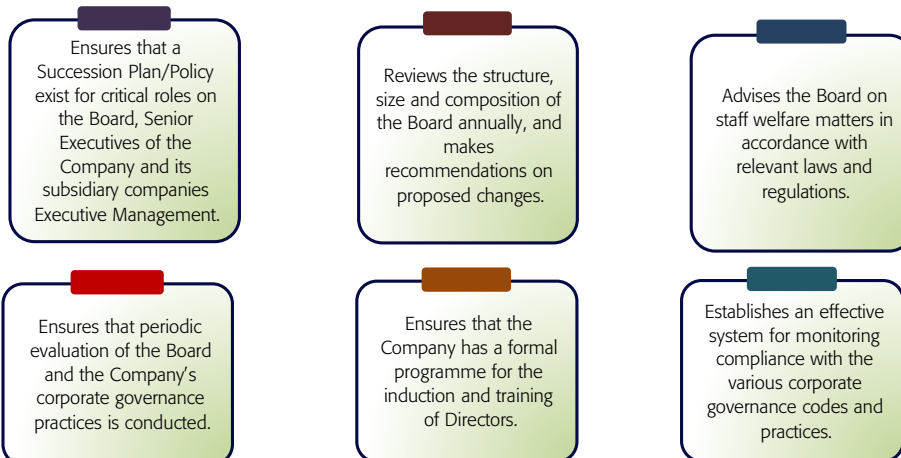 Ensures that a
Succession Plan/Policy
exist for critical roles on
the Board, Senior
Executives of the
Company and its
subsidiary companies
Executive Management.
Reviews the structure,
size and composition of
the Board annually, and
makes
recommendations on
proposed changes.
Advises the Board on
staff welfare matters in
accordance with
relevant laws and
regulations.
Ensures that periodic
evaluation of the Board
and the Company's
corporate governance
practices is conducted.
Ensures that the
Company has a formal
programme for the
induction and training
of Directors.
Establishes an effective
system for monitoring
compliance with the
various corporate
governance codes and
practices.